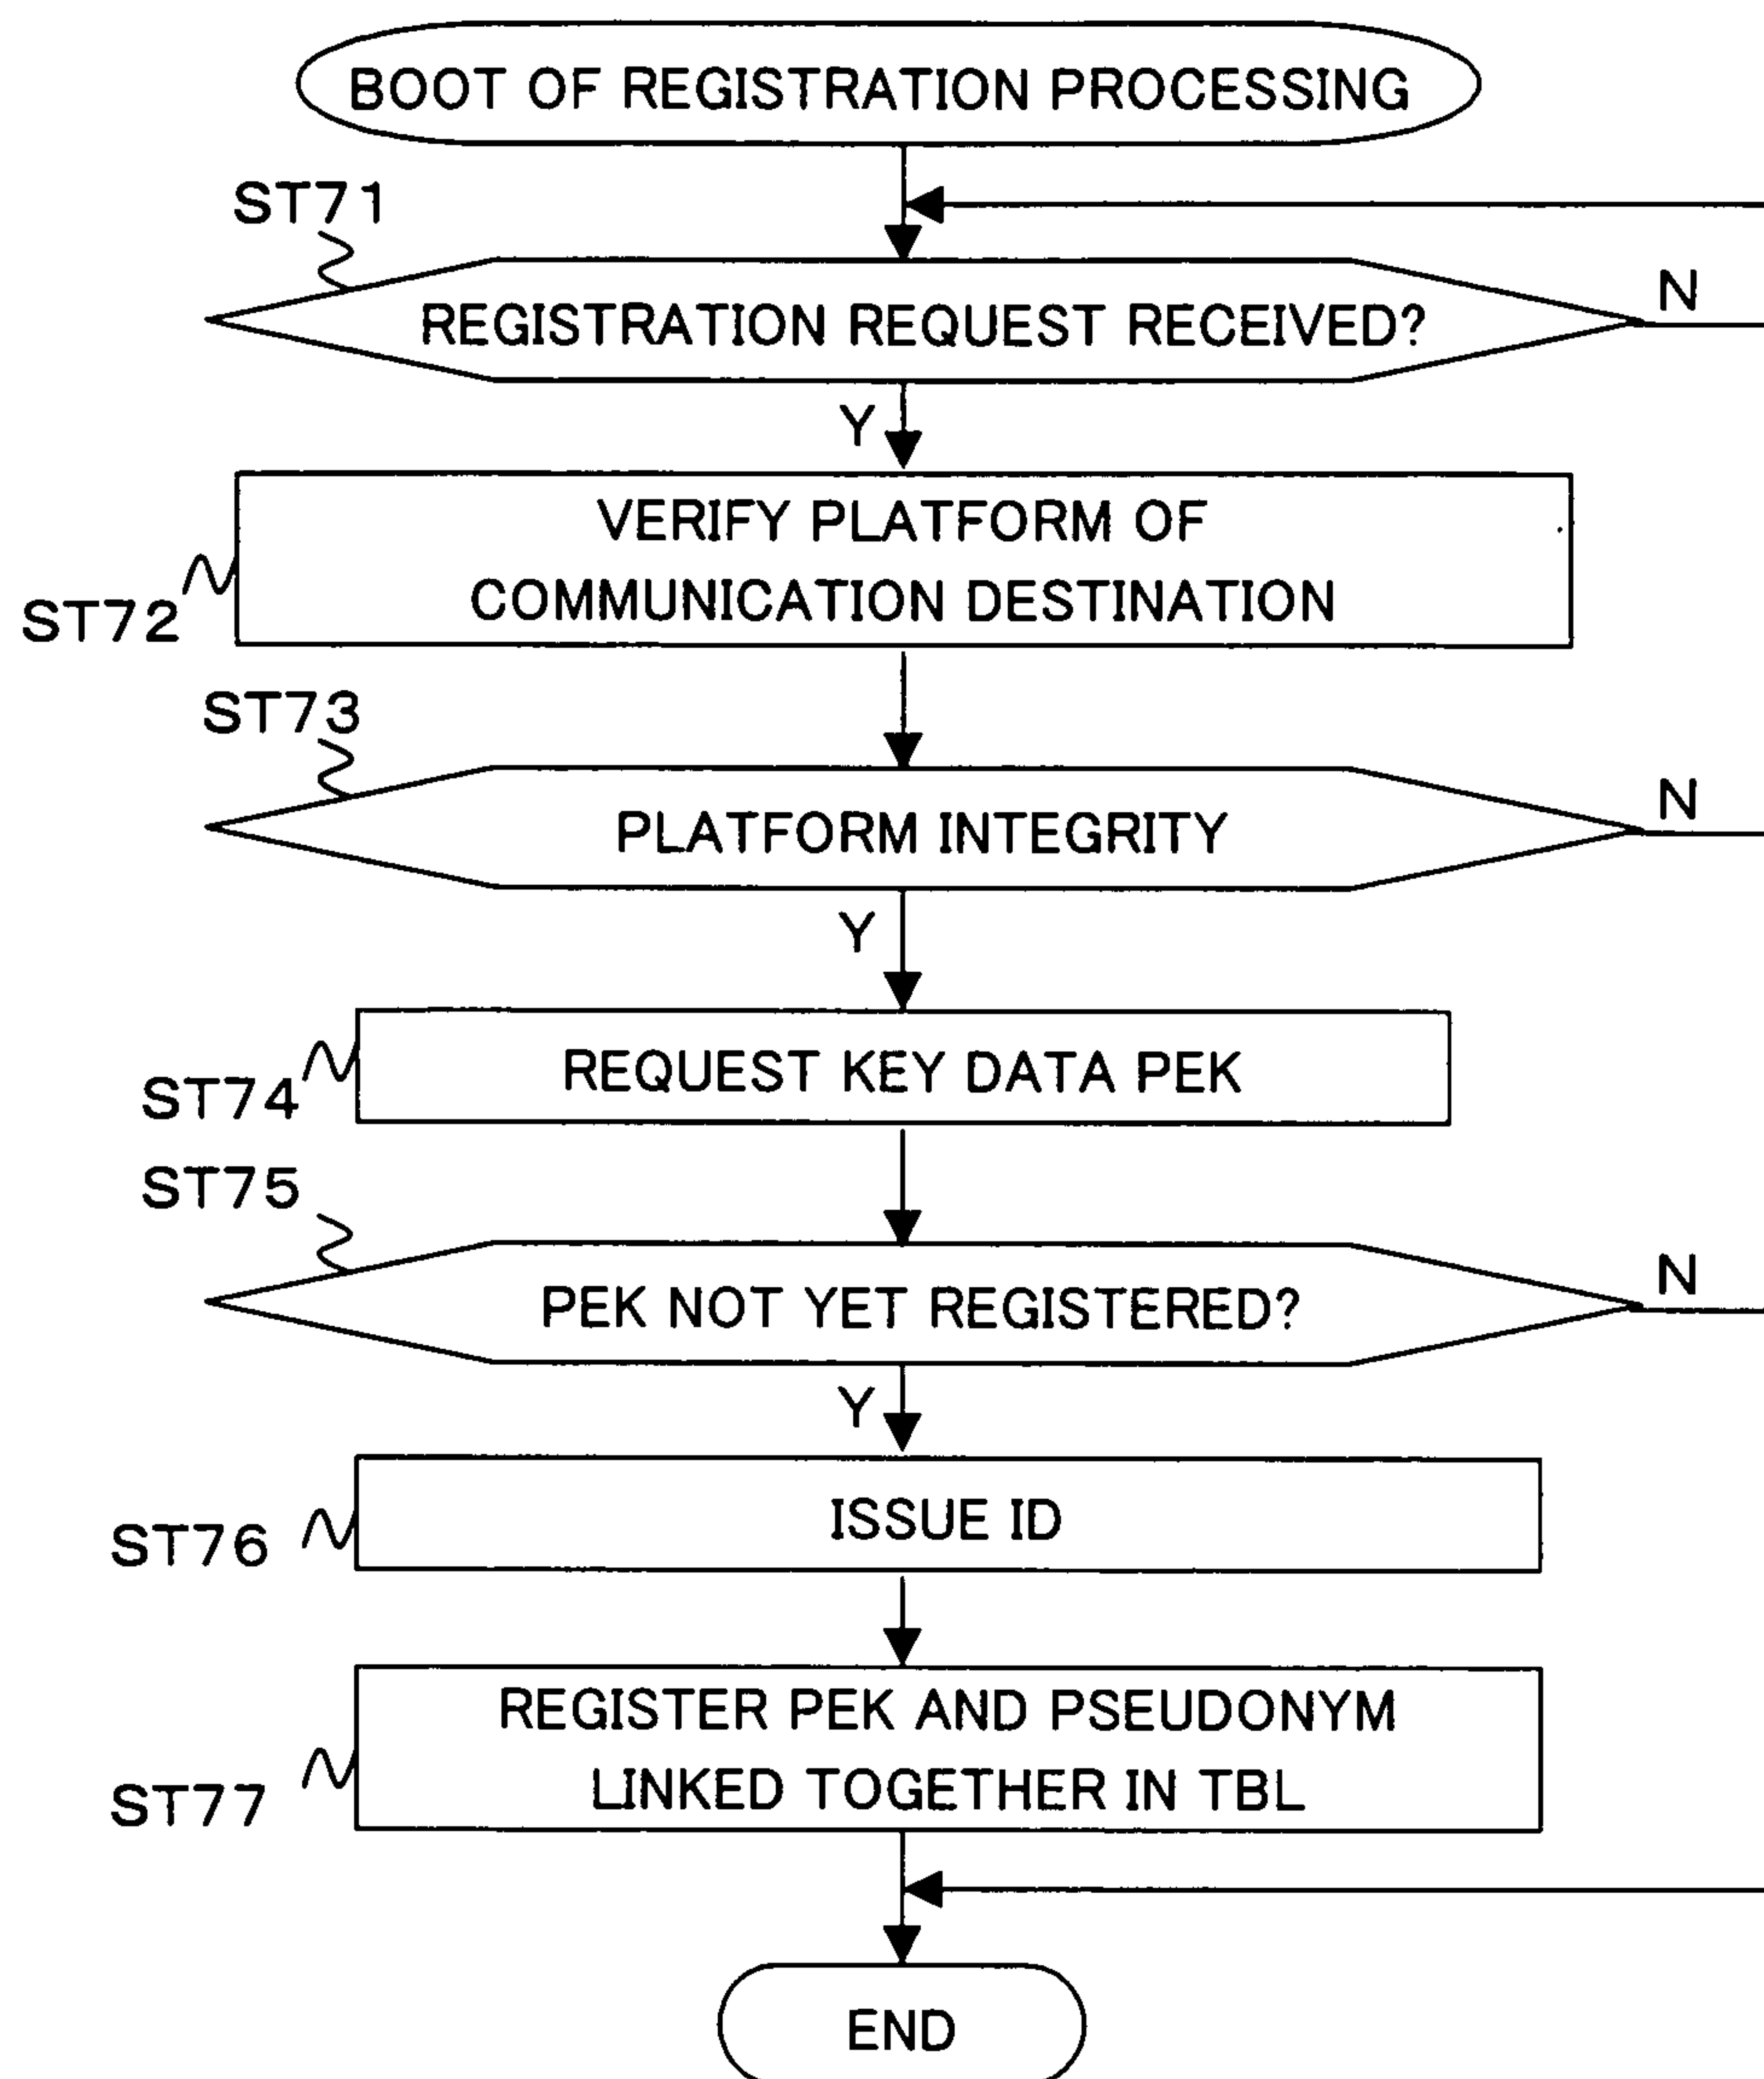 BOOT OF REGISTRATION PROCESSING
ST71
REGISTRATION REQUEST RECEIVED?
N
Y
VERIFY PLATFORM OF
COMMUNICATION DESTINATION
ST72
ST73
PLATFORM INTEGRITY
N
Y
REQUEST KEY DATA PEK
ST74
ST75
PEK NOT YET REGISTERED?
N
Y
ISSUE ID
ST76
REGISTER PEK AND PSEUDONYM
LINKED TOGETHER IN TBL
ST77
END